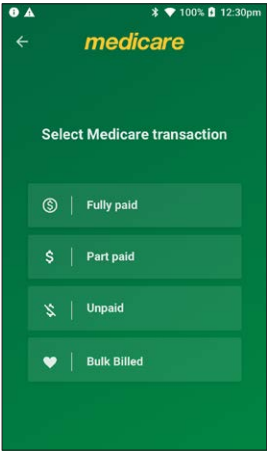 100% 12:30pm
medicare
Select Medicare transaction
Fully paid
$ Part paid
Unpaid
Bulk Billed